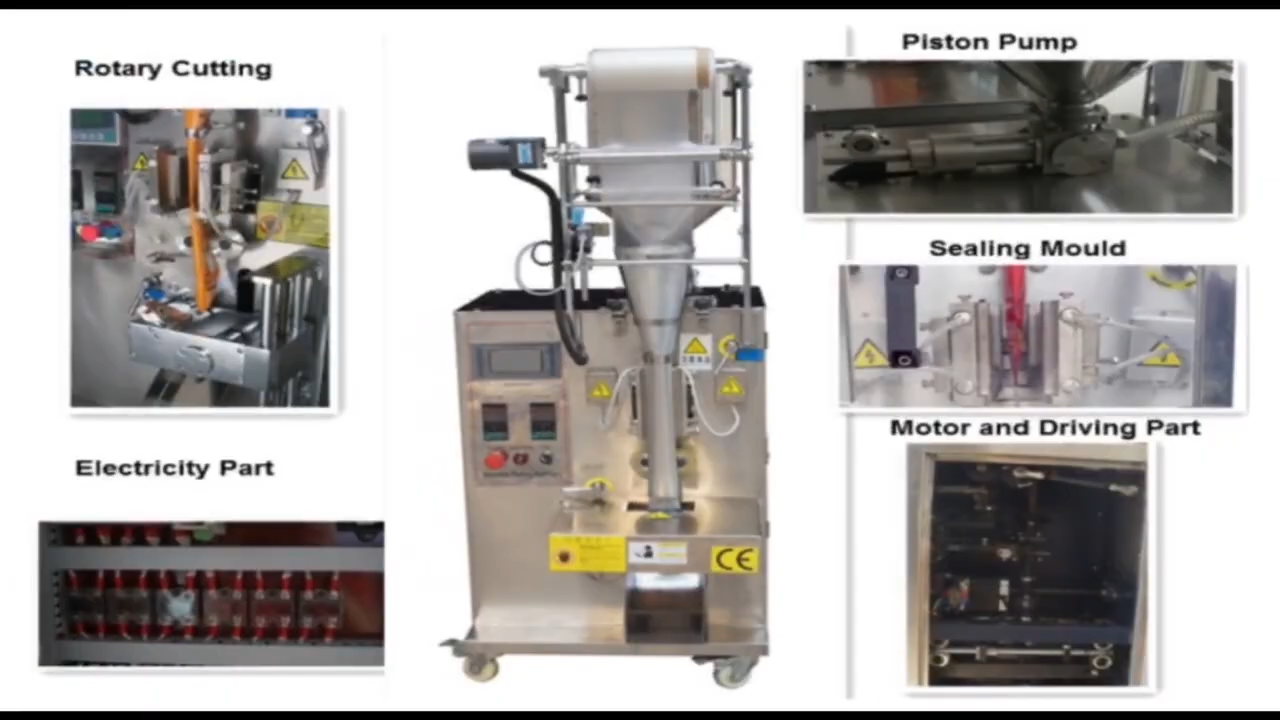 Rotary Cutting
Piston Pump
Sealing Mould
Motor and Driving Part
Electricity Part
CE